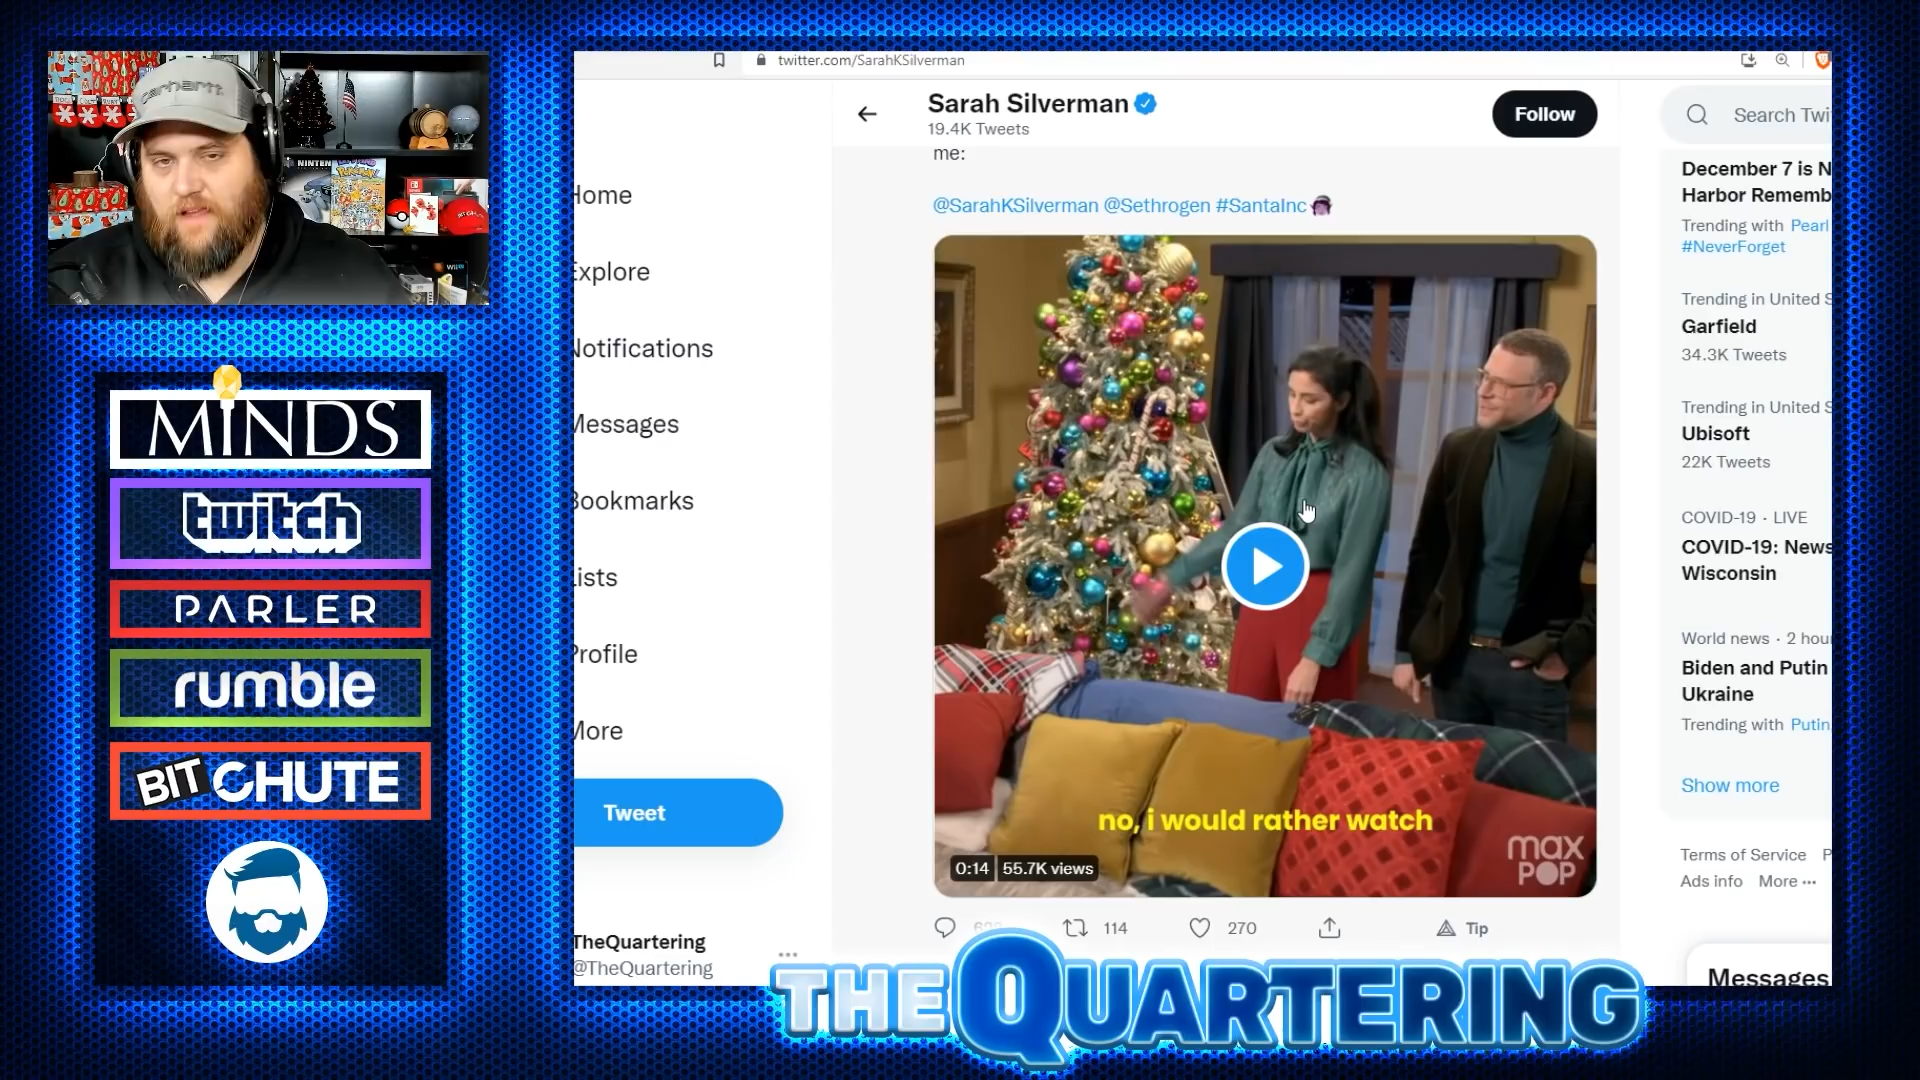 carhartt
NINTEN
POKéMON
MINDS
twitch
PARLER
rumble
BITCHUTE
twitter.com/SarahKSilverman
Home
Explore
Notifications
Messages
Bookmarks
Lists
Profile
More
Tweet
TheQuartering
@TheQuartering
Sarah Silverman
19.4K Tweets
Follow
me:
@SarahKSilverman @Sethrogen #SantaInc
no, i would rather watch
max
POP
0:14 55.7K views
114
270
Tip
Search Twi
December 7 is N
Harbor Rememb
Trending with Pearl
#NeverForget
Trending in United S
Garfield
34.3K Tweets
Trending in United S
Ubisoft
22K Tweets
COVID-19 · LIVE
COVID-19: News
Wisconsin
World news · 2 hou
Biden and Putin
Ukraine
Trending with Putin
Show more
Terms of Service P
Ads info More ···
Messages
THE QUARTERING